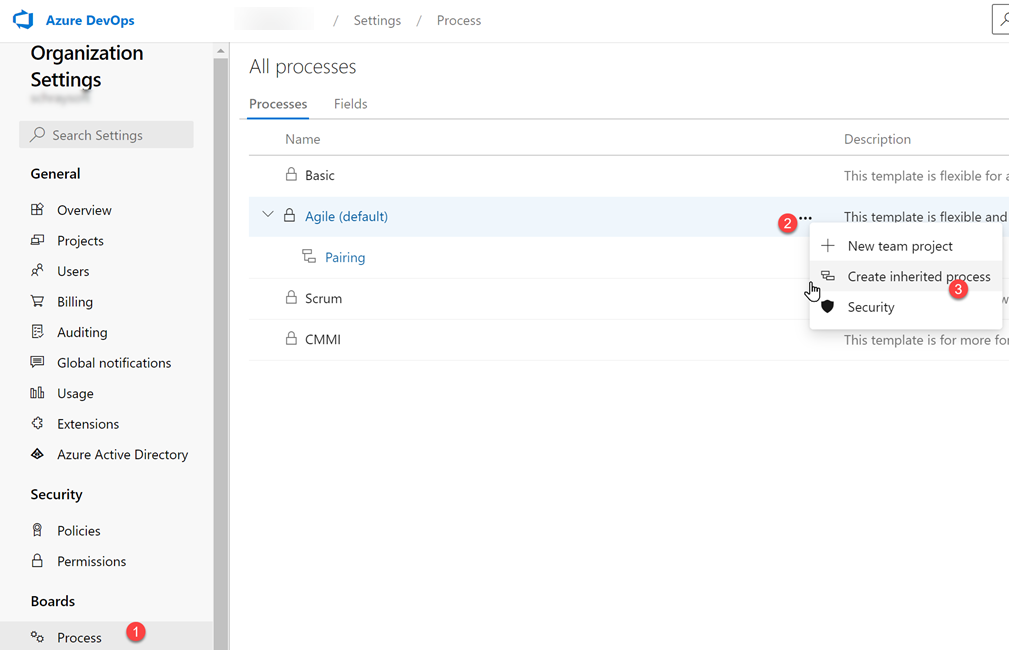 Azure DevOps / Settings / Process
Organization
Settings
Search Settings
General
Overview
Projects
Users
Billing
Auditing
Global notifications
Usage
Extensions
Azure Active Directory
Security
Policies
Permissions
Boards
Process 1
All processes
Processes Fields
Name Description
Basic This template is flexible for
Agile (default) 2 ... This template is flexible and
Pairing
Scrum
CMMI This template is for more
New team project
Create inherited process
3
Security